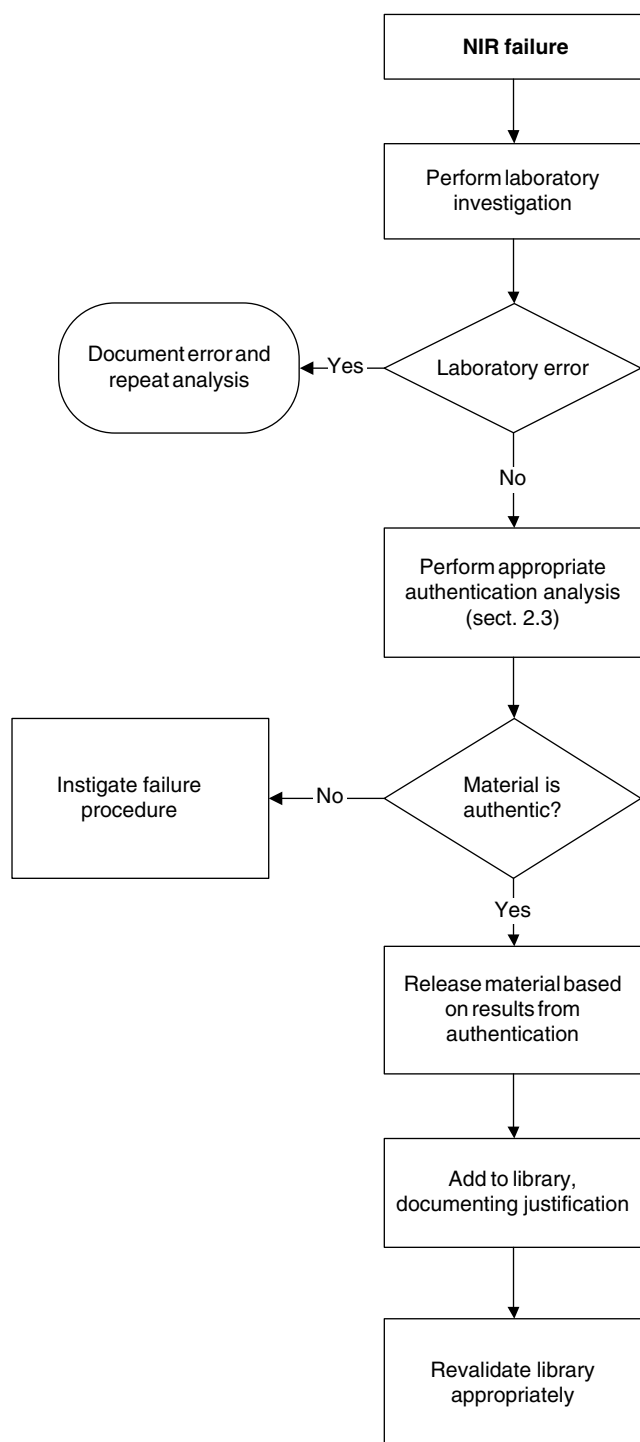 NIR failure
Perform laboratory
investigation
Document error and
repeat analysis
Yes
Laboratory error
No
Perform appropriate
authentication analysis
(sect. 2.3)
Instigate failure
procedure
No
Material is
authentic?
Yes
Release material based
on results from
authentication
Add to library,
documenting justification
Revalidate library
appropriately